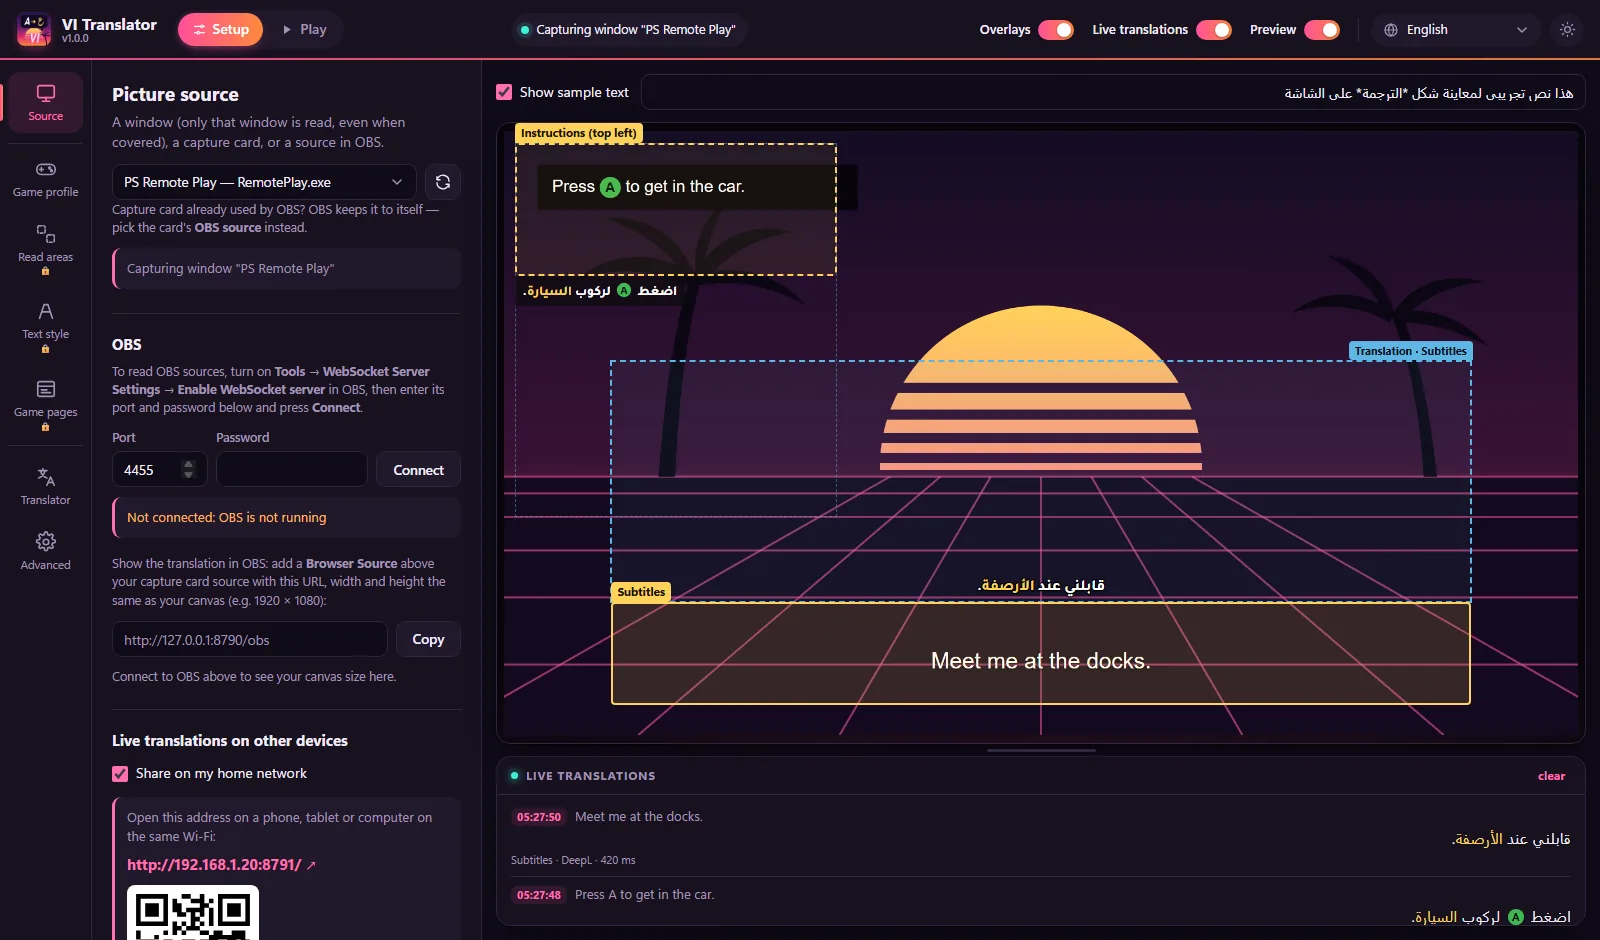 VI Translator
v1.0.0
Setup
Play
Capturing window "PS Remote Play"
Overlays
Live translations
Preview
English
Source
Game profile
Read areas
Text style
Game pages
Translator
Advanced
Picture source
A window (only that window is read, even when
covered), a capture card, or a source in OBS.
PS Remote Play — RemotePlay.exe
Capture card already used by OBS? OBS keeps it to itself —
pick the card's OBS source instead.
Capturing window "PS Remote Play"
OBS
To read OBS sources, turn on Tools → WebSocket Server
Settings → Enable WebSocket server in OBS, then enter its
port and password below and press Connect.
Port
Password
4455
Connect
Not connected: OBS is not running
Show the translation in OBS: add a Browser Source above
your capture card source with this URL, width and height the
same as your canvas (e.g. 1920 × 1080):
http://127.0.0.1:8790/obs
Copy
Connect to OBS above to see your canvas size here.
Live translations on other devices
Share on my home network
Open this address on a phone, tablet or computer on
the same Wi-Fi:
http://192.168.1.20:8791/ ↗
Show sample text
هذا نص تجريبي لمعاينة شكل *الترجمة* على الشاشة
Instructions (top left)
Press A to get in the car.
اضغط A لركوب السيارة.
Translation · Subtitles
قابلني عند الأرصفة.
Subtitles
Meet me at the docks.
LIVE TRANSLATIONS
clear
05:27:50 Meet me at the docks.
قابلني عند الأرصفة.
Subtitles · DeepL · 420 ms
05:27:48 Press A to get in the car.
اضغط A لركوب السيارة.